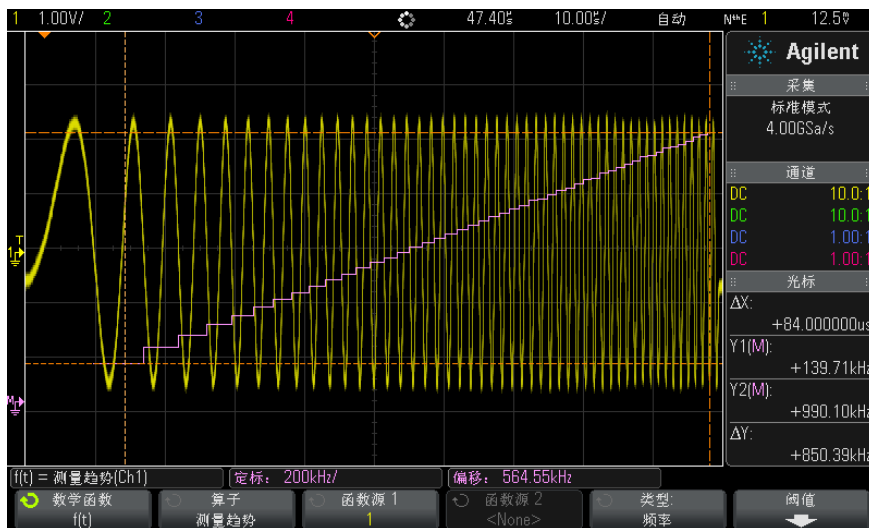 1 1.00V/ 2 3 4 47.40µs 10.00µs/ 自动 NthE 1 12.5V
Agilent
采集
标准模式
4.00GSa/s
通道
DC 10.0:1
DC 10.0:1
DC 1.00:1
DC 1.00:1
光标
ΔX:
+84.000000us
Y1(M):
+139.71kHz
Y2(M):
+990.10kHz
ΔY:
+850.39kHz
T
1
M
f(t) = 测量趋势(Ch1) 定标: 200kHz/ 偏移: 564.55kHz
数学函数 算子 函数源 1 函数源 2 类型: 阈值
f(t) 测量趋势 1 <None> 频率